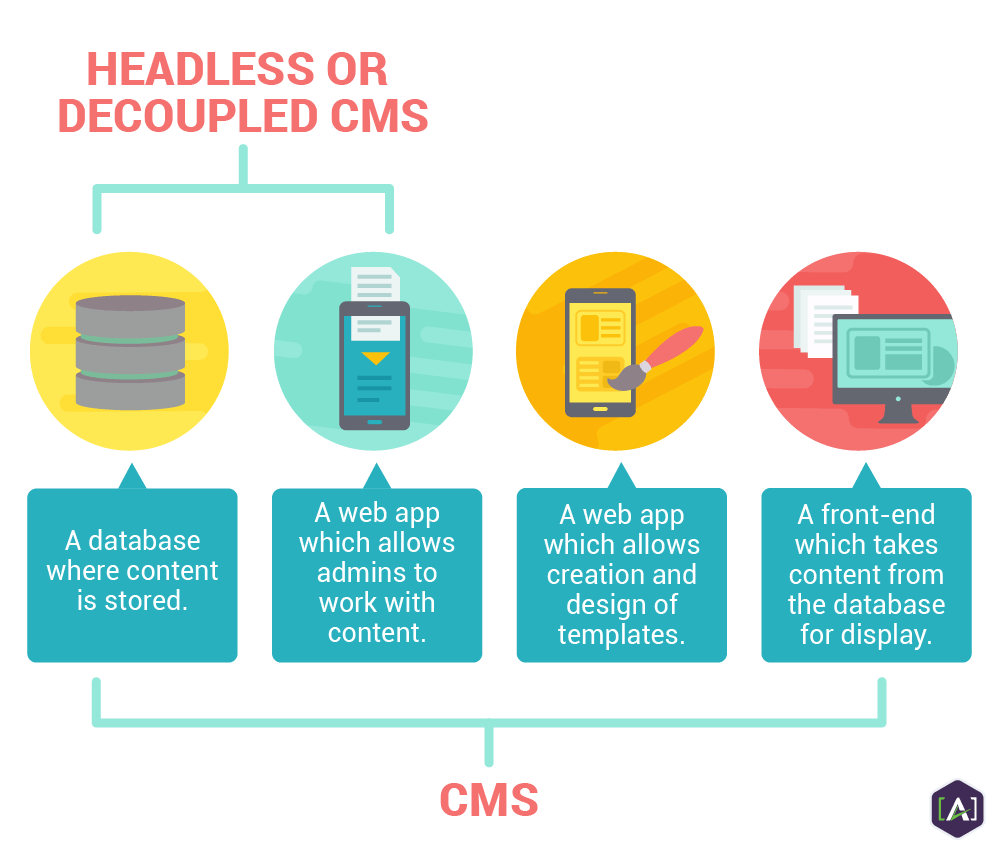 HEADLESS OR
DECOUPLED CMS
A database
where content
is stored.
A web app
which allows
admins to
work with
content.
A web app
which allows
creation and
design of
templates.
A front-end
which takes
content from
the database
for display.
CMS
[A]